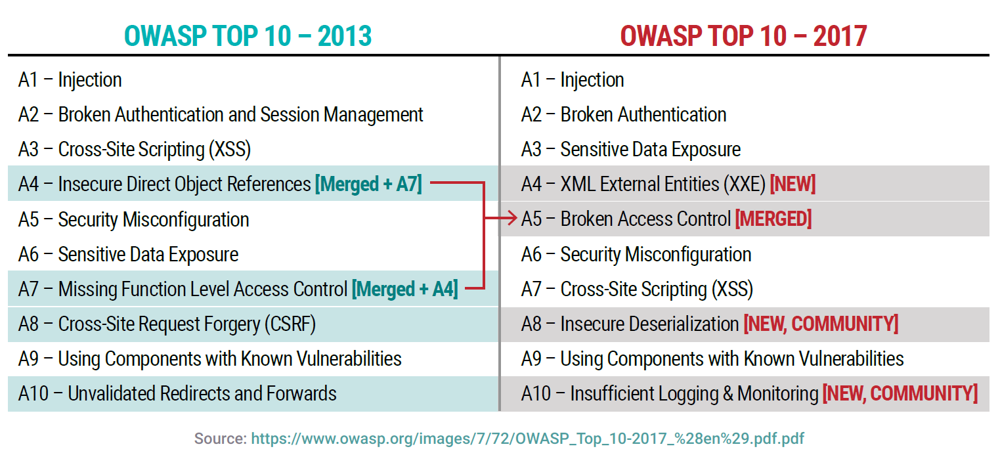 OWASP TOP 10 – 2013
A1 – Injection
A2 – Broken Authentication and Session Management
A3 – Cross-Site Scripting (XSS)
A4 – Insecure Direct Object References [Merged + A7]
A5 – Security Misconfiguration
A6 – Sensitive Data Exposure
A7 – Missing Function Level Access Control [Merged + A4]
A8 – Cross-Site Request Forgery (CSRF)
A9 – Using Components with Known Vulnerabilities
A10 – Unvalidated Redirects and Forwards
OWASP TOP 10 – 2017
A1 – Injection
A2 – Broken Authentication
A3 – Sensitive Data Exposure
A4 – XML External Entities (XXE) [NEW]
A5 – Broken Access Control [MERGED]
A6 – Security Misconfiguration
A7 – Cross-Site Scripting (XSS)
A8 – Insecure Deserialization [NEW, COMMUNITY]
A9 – Using Components with Known Vulnerabilities
A10 – Insufficient Logging & Monitoring [NEW, COMMUNITY]
Source: https://www.owasp.org/images/7/72/OWASP_Top_10-2017_%28en%29.pdf.pdf